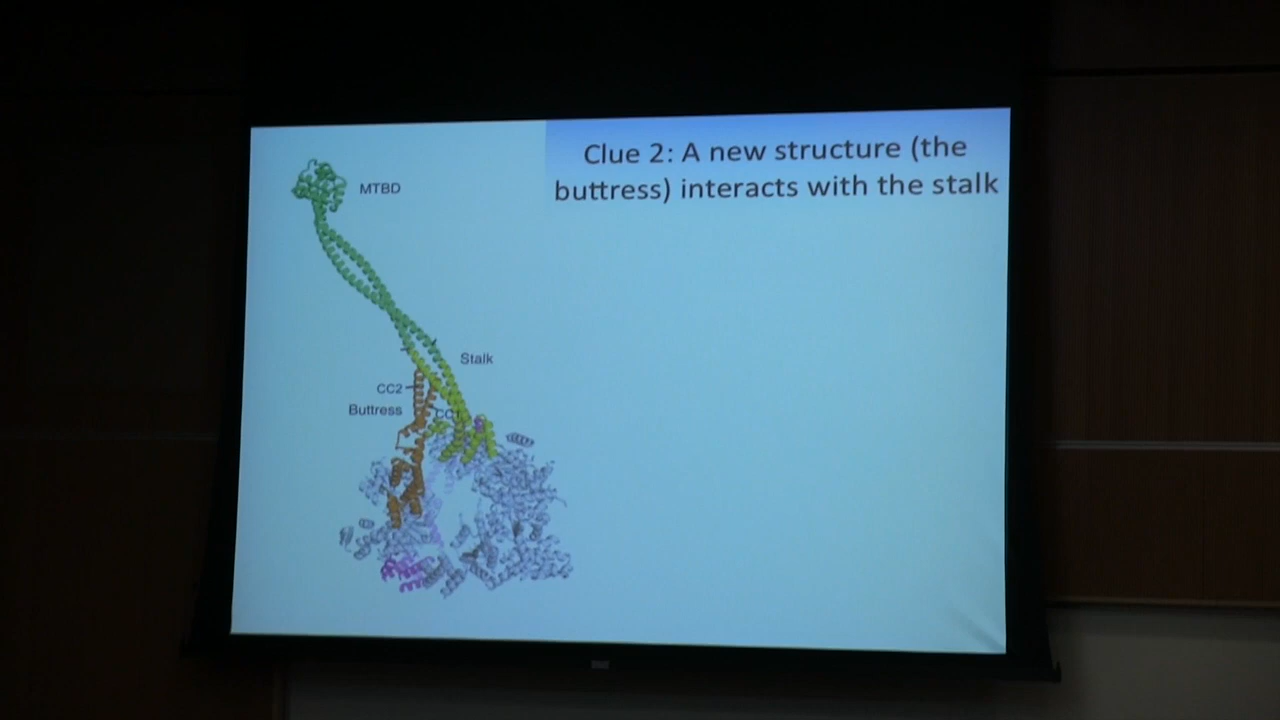 Clue 2: A new structure (the
buttress) interacts with the stalk
MTBD
Stalk
CC2
Buttress
CC1